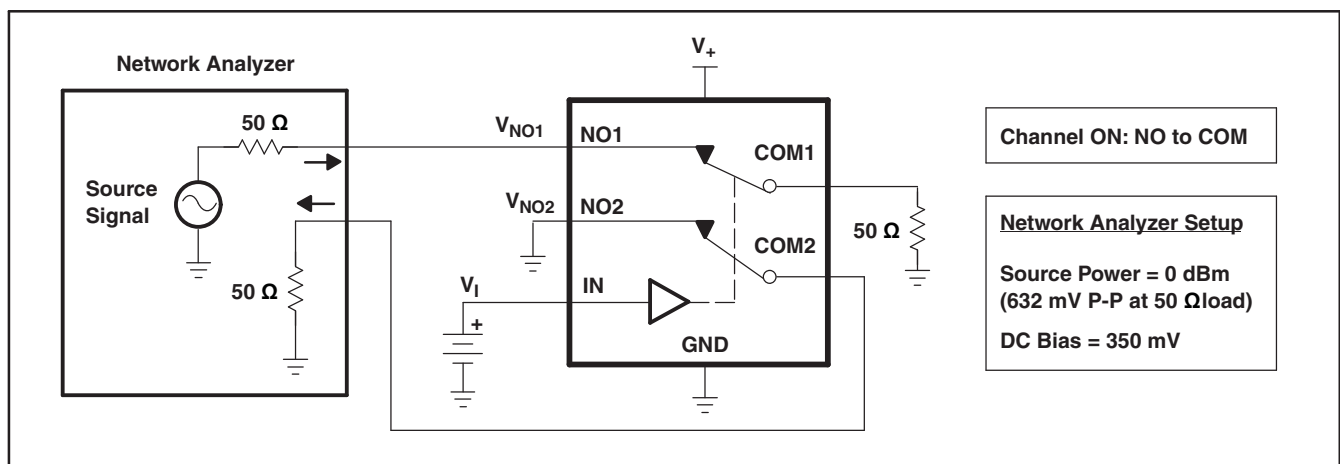 Network Analyzer
50 Ω
Source
Signal
50 Ω
V+
VNO1
NO1
COM1
VNO2
NO2
COM2
50 Ω
VI
IN
+
GND
Channel ON: NO to COM
Network Analyzer Setup
Source Power = 0 dBm
(632 mV P-P at 50 Ωload)
DC Bias = 350 mV